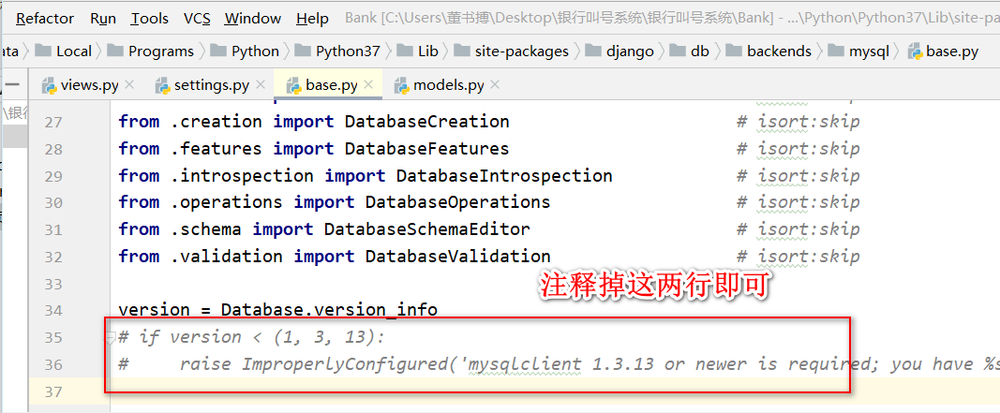 Refactor Run Tools VCS Window Help Bank [C:\Users\董书搏\Desktop\银行叫号系统\银行叫号系统\Bank] - ...\Python\Python37\Lib\site-pa
ata Local Programs Python Python37 Lib site-packages django db backends mysql base.py
views.py settings.py base.py models.py
\银行
27 from .creation import DatabaseCreation # isort:skip
28 from .features import DatabaseFeatures # isort:skip
29 from .introspection import DatabaseIntrospection # isort:skip
30 from .operations import DatabaseOperations # isort:skip
31 from .schema import DatabaseSchemaEditor # isort:skip
32 from .validation import DatabaseValidation # isort:skip
33
注释掉这两行即可
34 version = Database.version_info
35 # if version < (1, 3, 13):
36 # raise ImproperlyConfigured('mysqlclient 1.3.13 or newer is required; you have %s
37